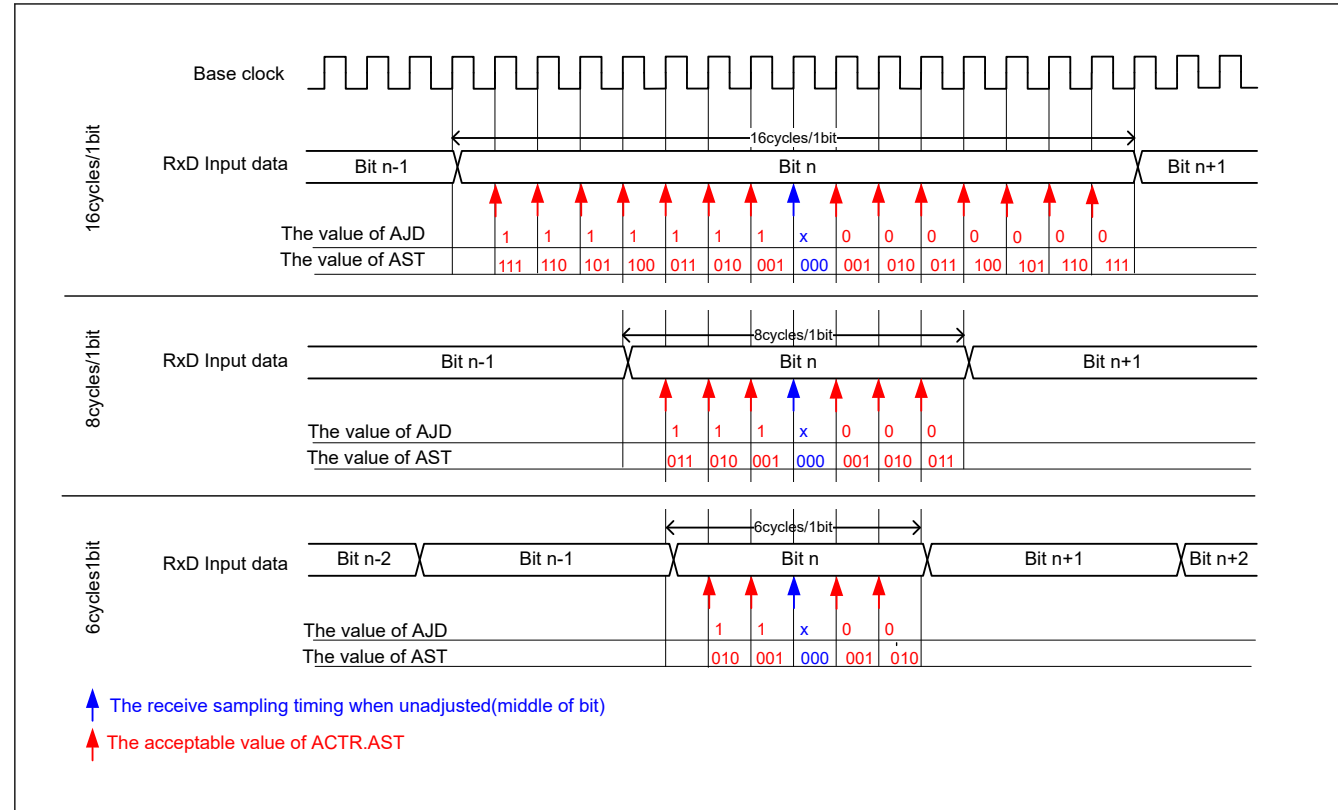 Base clock
16cycles/1bit
16cycles/1bit
RxD Input data
Bit n-1
Bit n
Bit n+1
The value of AJD
1 1 1 1 1 1 1 x 0 0 0 0 0 0 0
The value of AST
111 110 101 100 011 010 001 000 001 010 011 100 101 110 111
8cycles/1bit
8cycles/1bit
RxD Input data
Bit n-1
Bit n
Bit n+1
The value of AJD
1 1 1 x 0 0 0
The value of AST
011 010 001 000 001 010 011
6cycles1bit
6cycles/1bit
RxD Input data
Bit n-2
Bit n-1
Bit n
Bit n+1
Bit n+2
The value of AJD
1 1 x 0 0
The value of AST
010 001 000 001 010
The receive sampling timing when unadjusted(middle of bit)
The acceptable value of ACTR.AST